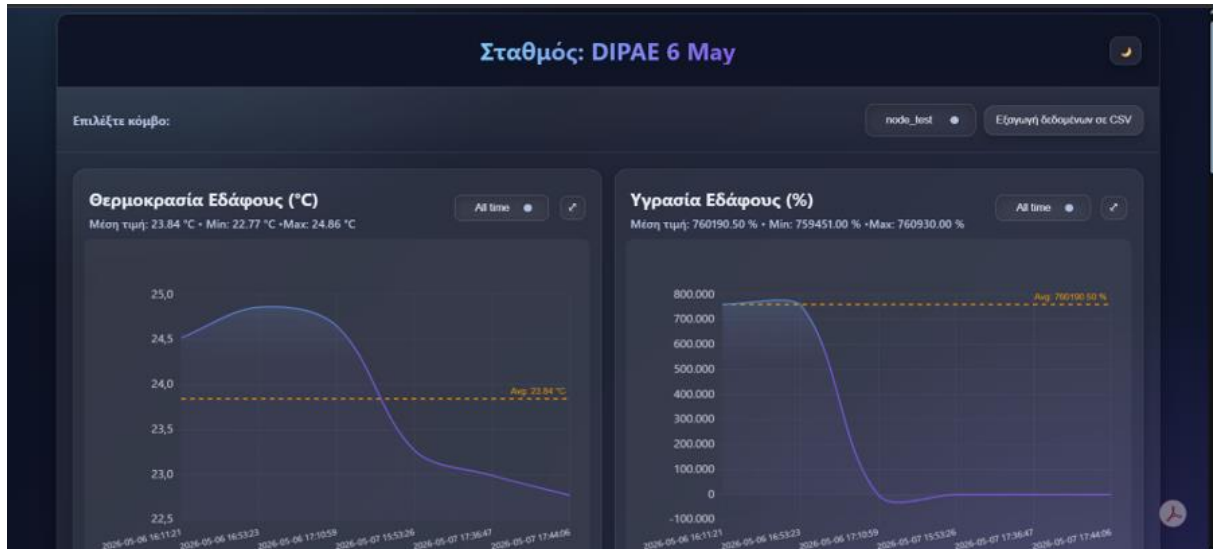 Σταθμός: DIPAE 6 May
Επιλέξτε κόμβο:
node_test
Εξαγωγή δεδομένων σε CSV
Θερμοκρασία Εδάφους (°C)
Μέση τιμή: 23.84 °C • Min: 22.77 °C •Max: 24.86 °C
All time
25,0
24,5
24,0
23,5
23,0
22,5
Avg: 23.84 °C
2026-05-06 16:11:21
2026-05-06 16:53:23
2026-05-06 17:10:59
2026-05-07 15:53:26
2026-05-07 17:36:47
2026-05-07 17:44:06
Υγρασία Εδάφους (%)
Μέση τιμή: 760190.50 % • Min: 759451.00 % •Max: 760930.00 %
All time
800.000
700.000
600.000
500.000
400.000
300.000
200.000
100.000
0
-100.000
Avg: 760190.50 %
2026-05-06 16:11:21
2026-05-06 16:53:23
2026-05-06 17:10:59
2026-05-07 15:53:26
2026-05-07 17:36:47
2026-05-07 17:44:06